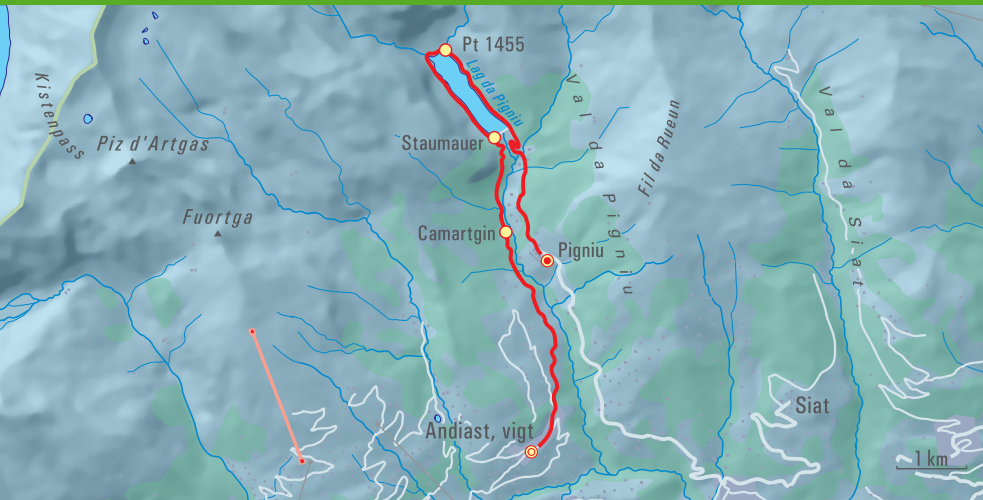 Pt 1455
Lag da Pigniu
Kistenpass
Piz d'Artgas
Staumauer
Val da Pigniu
Fil da Rueun
Val da Siat
Fuortga
Camartgin
Pigniu
Siat
Andiast, vigt
1 km